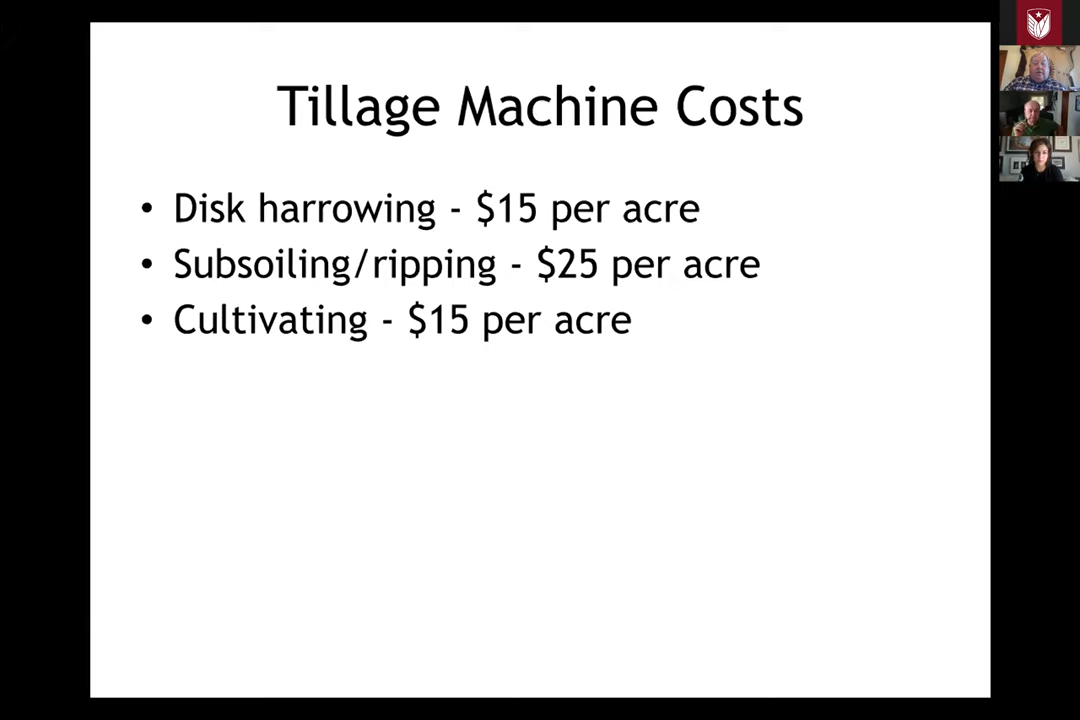 Tillage Machine Costs
• Disk harrowing - $15 per acre
• Subsoiling/ripping - $25 per acre
• Cultivating - $15 per acre